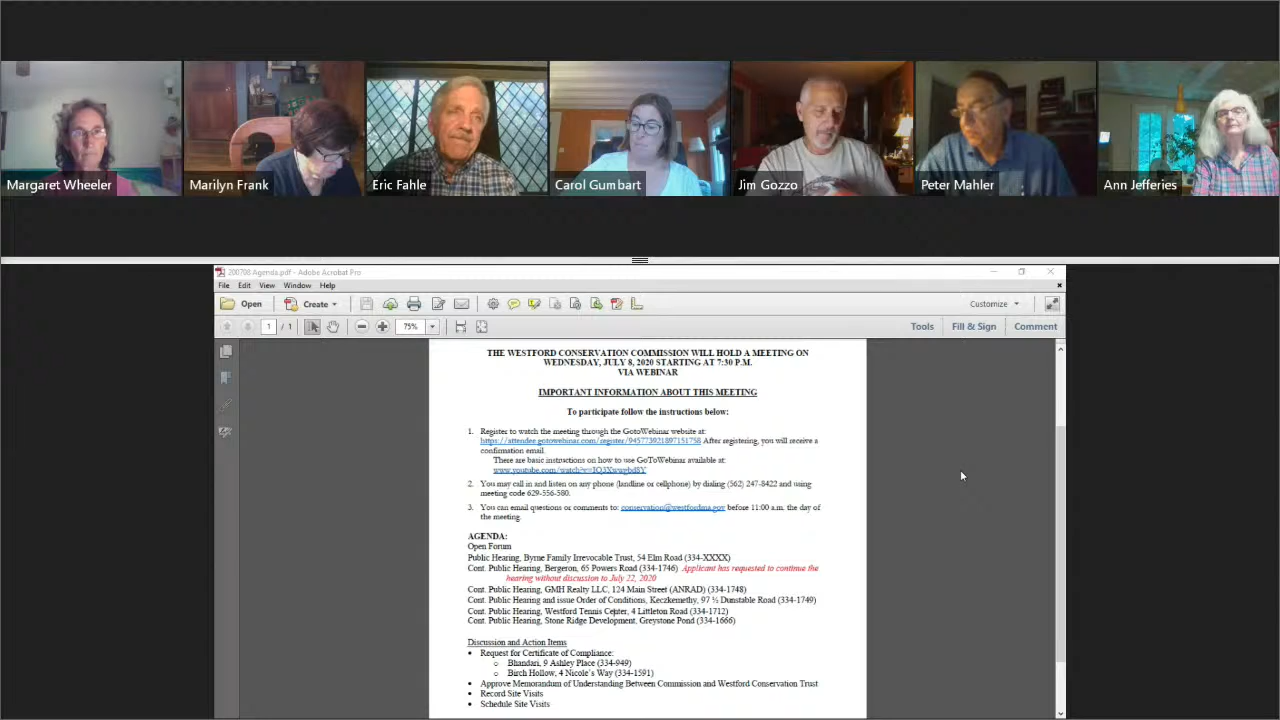 Margaret Wheeler
Marilyn Frank
Eric Fahle
Carol Gumbart
Jim Gozzo
Peter Mahler
Ann Jefferies
200708 Agenda.pdf - Adobe Acrobat Pro
File Edit View Window Help
Open Create Customize
1 / 1 75% Tools Fill & Sign Comment
THE WESTFORD CONSERVATION COMMISSION WILL HOLD A MEETING ON
WEDNESDAY, JULY 8, 2020 STARTING AT 7:30 P.M.
VIA WEBINAR
IMPORTANT INFORMATION ABOUT THIS MEETING
To participate follow the instructions below:
1. Register to watch the meeting through the GotoWebinar website at:
https://attendee.gotowebinar.com/register/945773921897151758 After registering, you will receive a
confirmation email.
There are basic instructions on how to use GoToWebinar available at:
2. You may call in and listen on any phone (landline or cellphone) by dialing (562) 247-8422 and using
meeting code 629-556-580.
3. You can email questions or comments to: conservation@westfordma.gov before 11:00 a.m. the day of
the meeting.
AGENDA:
Open Forum
Public Hearing, Byrne Family Irrevocable Trust, 54 Elm Road (334-XXXX)
Cont. Public Hearing, Bergeron, 65 Powers Road (334-1746) Applicant has requested to continue the
hearing without discussion to July 22, 2020
Cont. Public Hearing, GMH Realty LLC, 124 Main Street (ANRAD) (334-1748)
Cont. Public Hearing and issue Order of Conditions, Keczkemethy, 97 ½ Dunstable Road (334-1749)
Cont. Public Hearing, Westford Tennis Center, 4 Littleton Road (334-1712)
Cont. Public Hearing, Stone Ridge Development, Greystone Pond (334-1666)
Discussion and Action Items
• Request for Certificate of Compliance:
o Bhandari, 9 Ashley Place (334-949)
o Birch Hollow, 4 Nicole's Way (334-1591)
• Approve Memorandum of Understanding Between Commission and Westford Conservation Trust
• Record Site Visits
• Schedule Site Visits